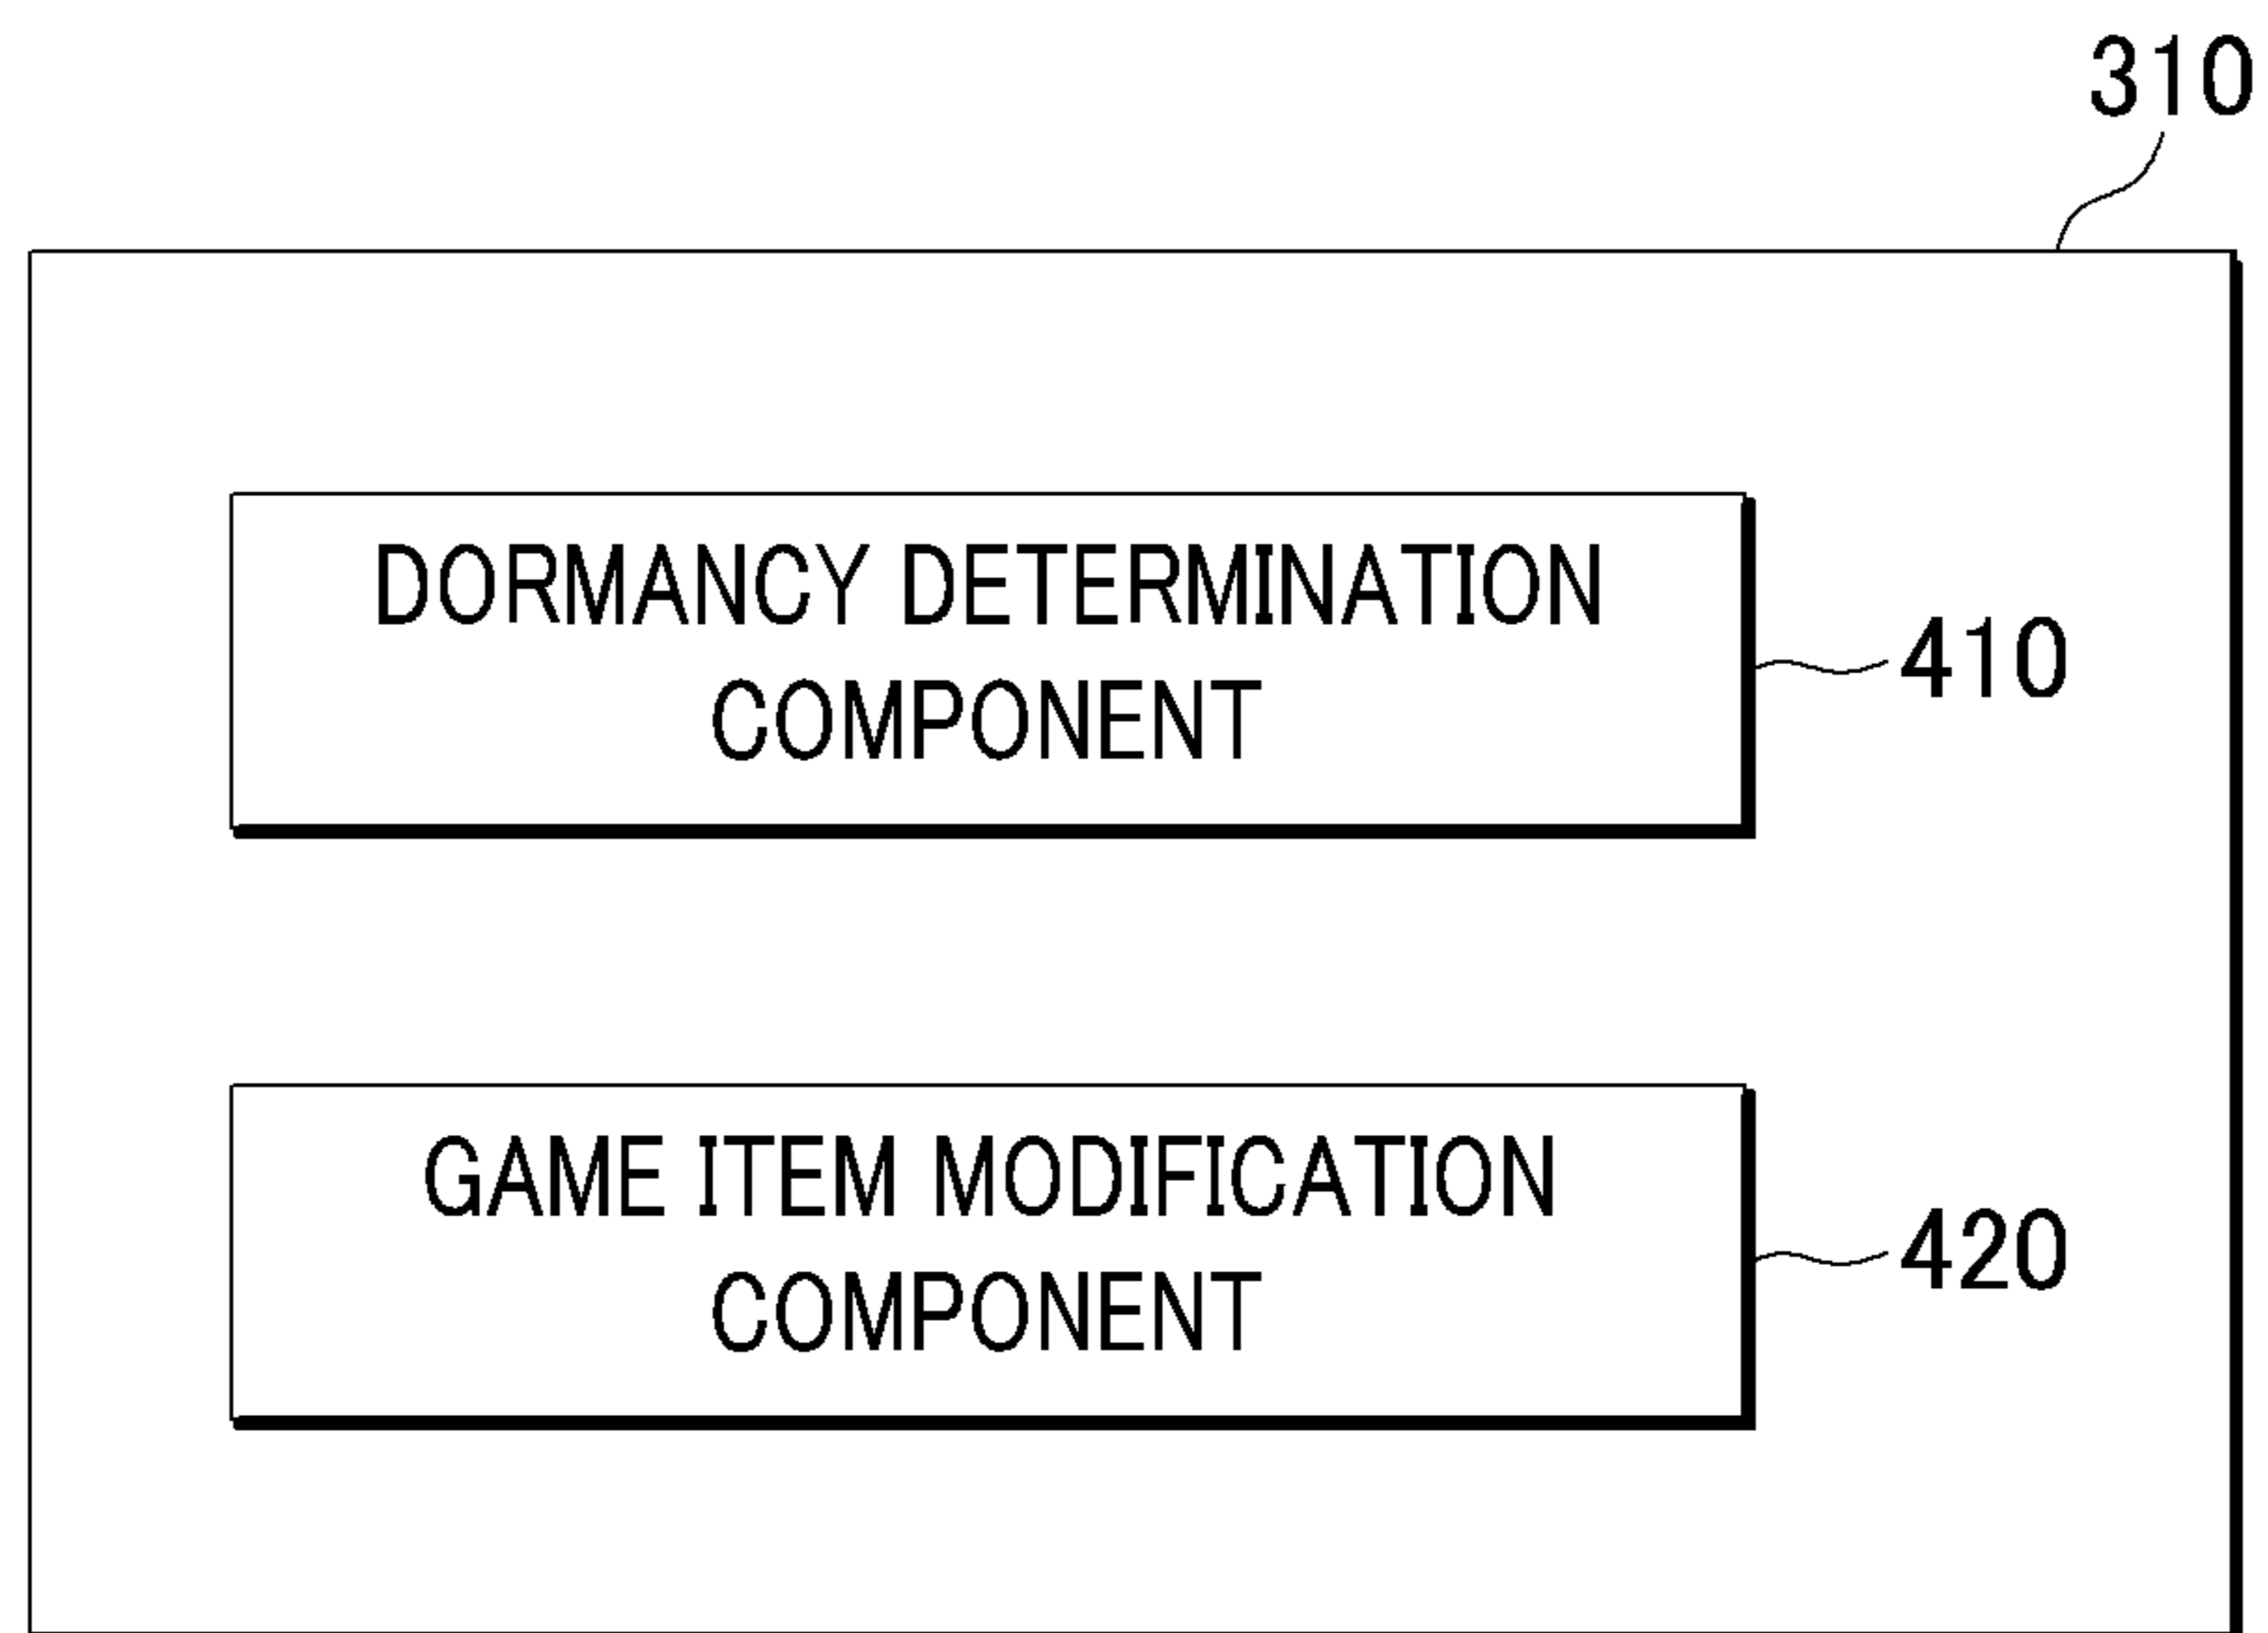 310
DORMANCY DETERMINATION
COMPONENT
410
GAME ITEM MODIFICATION
COMPONENT
420